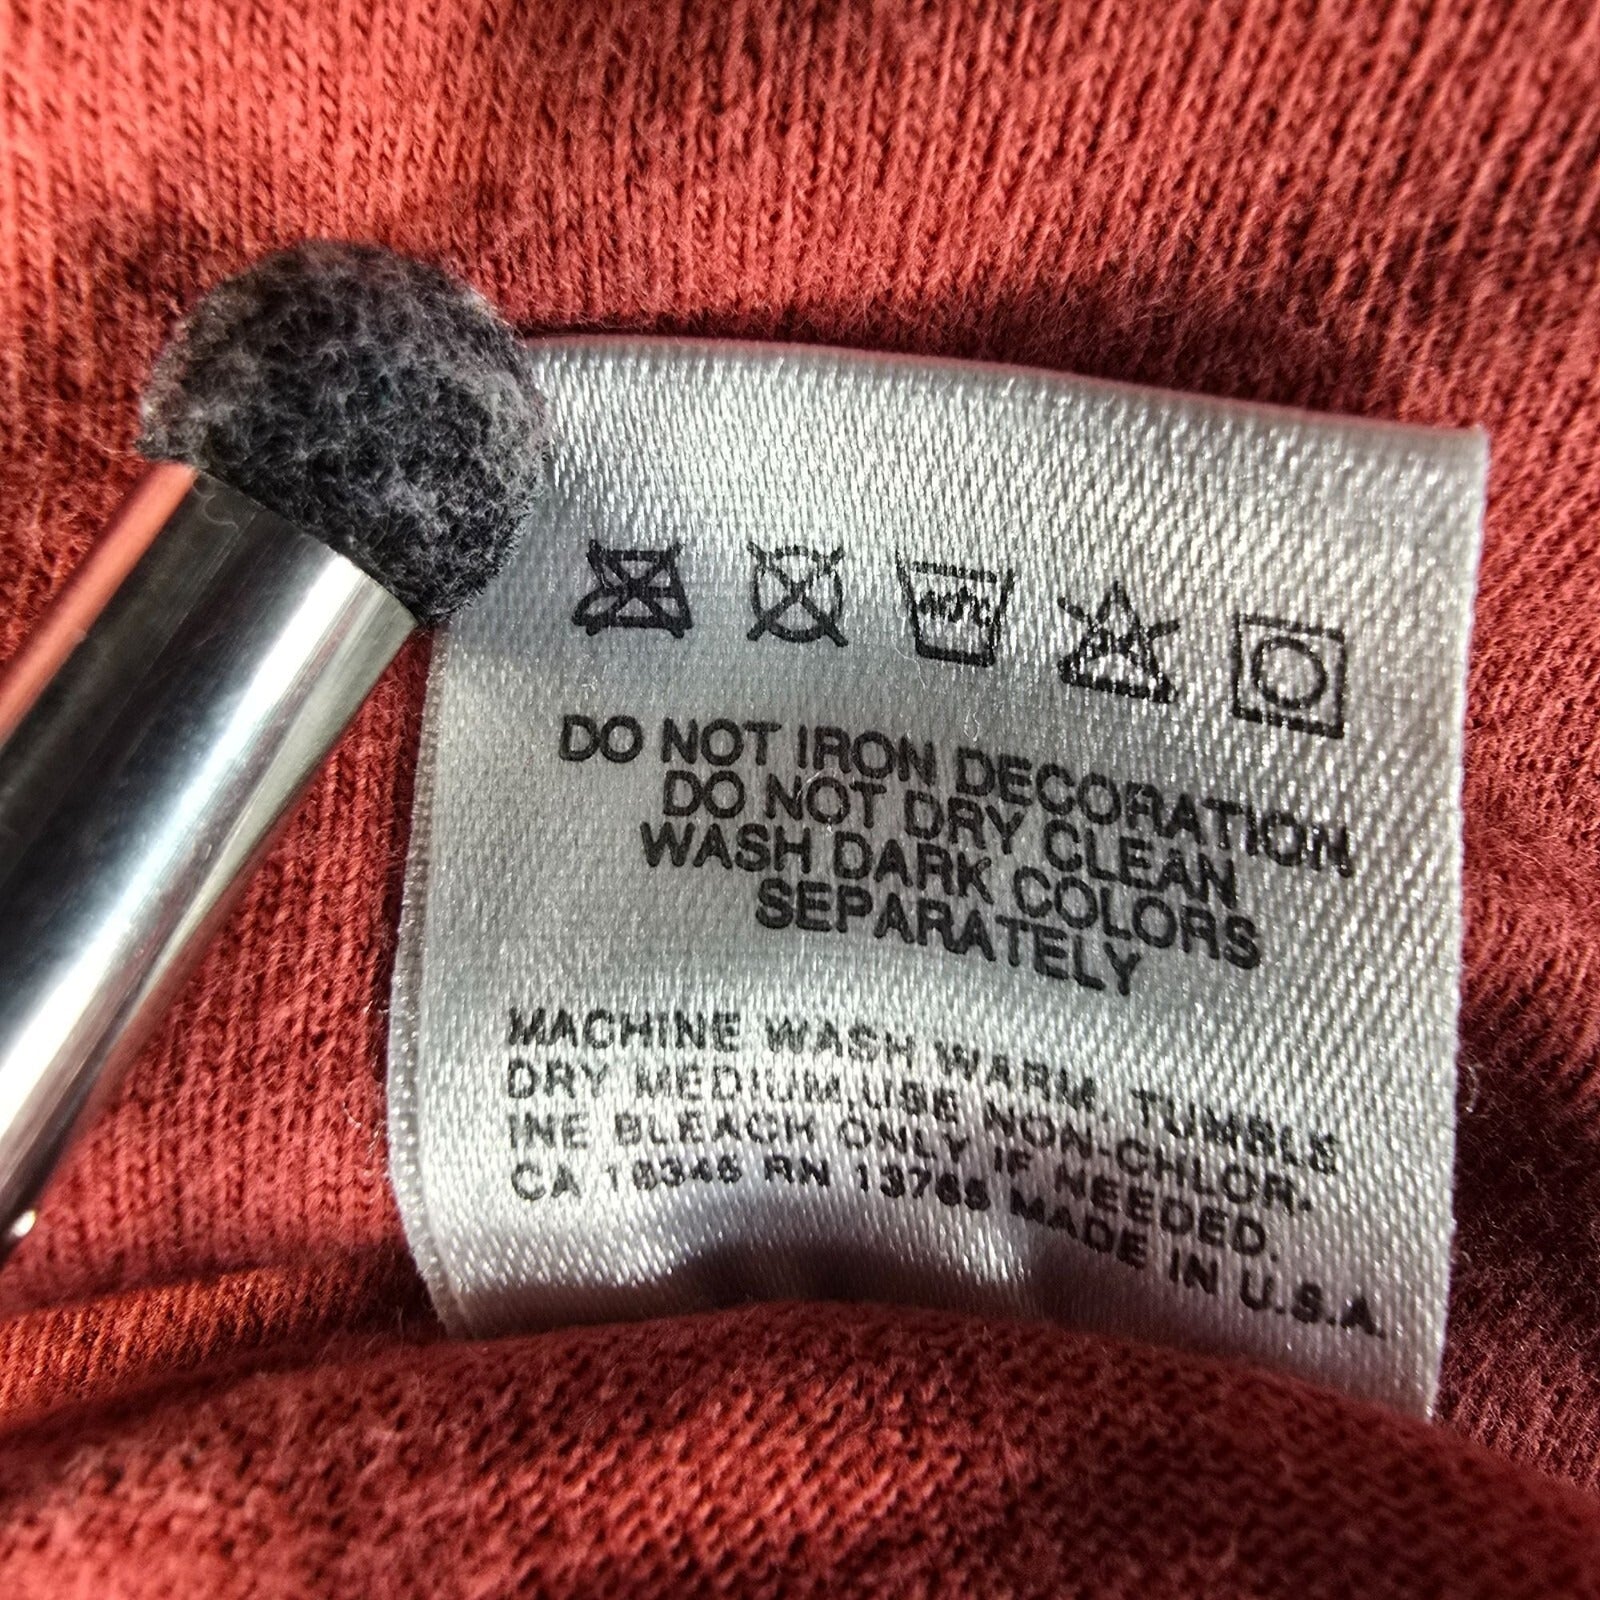 DO NOT IRON DECORATION
DO NOT DRY CLEAN
WASH DARK COLORS
SEPARATELY
MACHINE WASH WARM, TUMBLE
DRY MEDIUM USE NON-CHLOR,
INE BLEACH ONLY IF NEEDED.
CA 16346 RN 13765 MADE IN U.S.A.